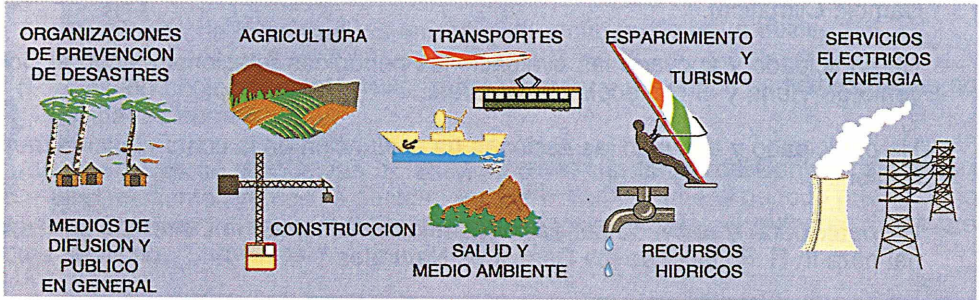 ORGANIZACIONES
DE PREVENCION
DE DESASTRES
AGRICULTURA
TRANSPORTES
ESPARCIMIENTO
Y
TURISMO
SERVICIOS
ELECTRICOS
Y ENERGIA
MEDIOS DE
DIFUSION Y
PUBLICO
EN GENERAL
CONSTRUCCION
SALUD Y
MEDIO AMBIENTE
RECURSOS
HIDRICOS